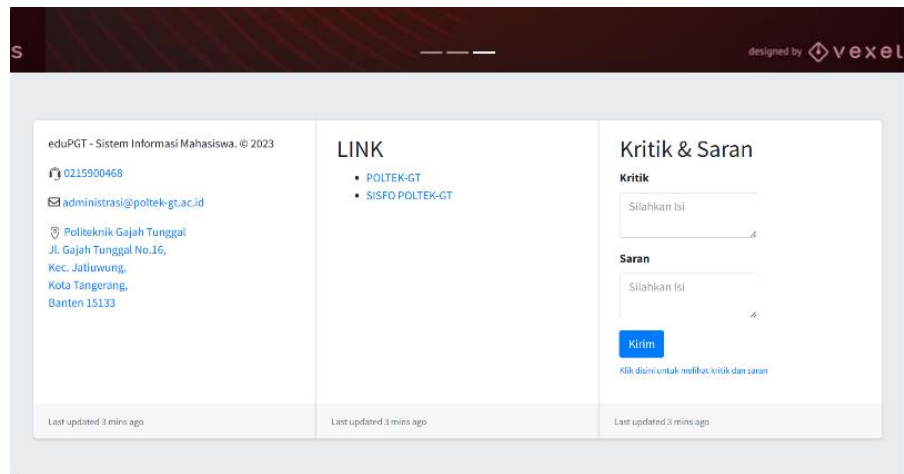 s
designed by vexel
eduPGT - Sistem Informasi Mahasiswa. © 2023
0215900468
administrasi@poltek-gt.ac.id
Politeknik Gajah Tunggal
Jl. Gajah Tunggal No.16,
Kec. Jatiuwung,
Kota Tangerang,
Banten 15133
Last updated 3 mins ago
LINK
• POLTEK-GT
• SISFO POLTEK-GT
Last updated 3 mins ago
Kritik & Saran
Kritik
Silahkan Isi
Saran
Silahkan Isi
Kirim
Klik disini untuk melihat kritik dan saran
Last updated 3 mins ago